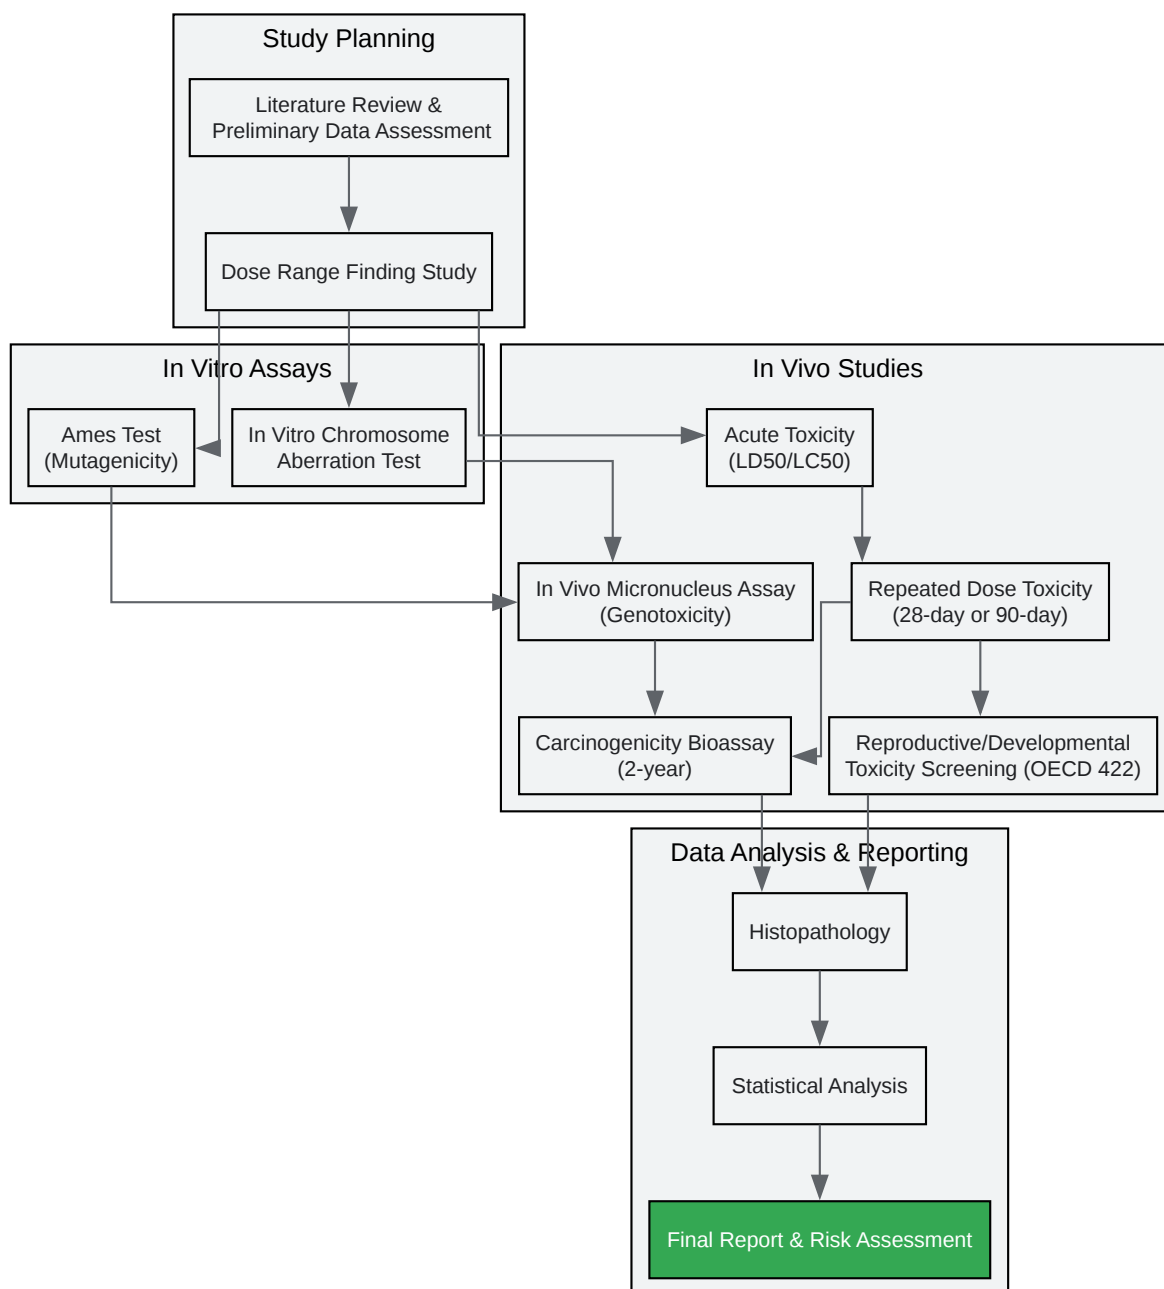 Study Planning
Literature Review &
Preliminary Data Assessment
Dose Range Finding Study
In Vitro Assays
Ames Test
(Mutagenicity)
In Vitro Chromosome
Aberration Test
In Vivo Studies
Acute Toxicity
(LD50/LC50)
In Vivo Micronucleus Assay
(Genotoxicity)
Repeated Dose Toxicity
(28-day or 90-day)
Carcinogenicity Bioassay
(2-year)
Reproductive/Developmental
Toxicity Screening (OECD 422)
Data Analysis & Reporting
Histopathology
Statistical Analysis
Final Report & Risk Assessment